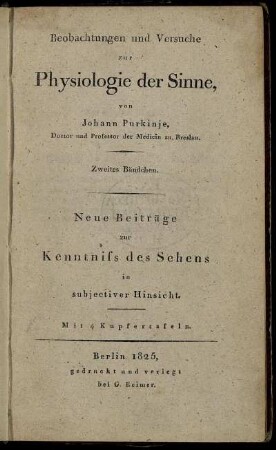 Beobachtungen und Versuche
zur
Physiologie der Sinne,
von
Johann Purkinje,
Doctor und Professor der Medicin zu Breslau.
Zweites Bändchen.
Neue Beiträge
zur
Kenntniſs des Sehens
in
subjectiver Hinsicht.
Mit 4 Kupfertafeln.
Berlin 1825,
gedruckt und verlegt
bei G. Reimer.